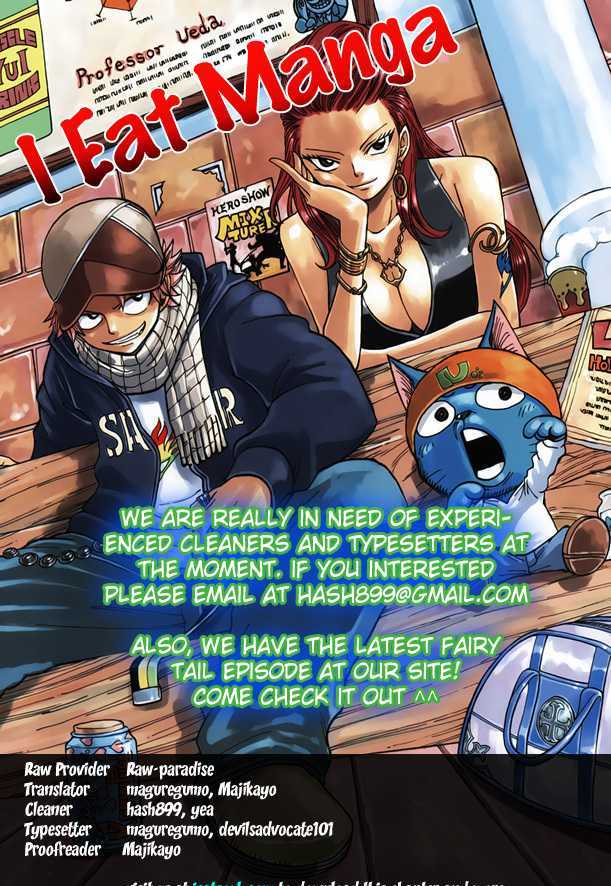 Professor Ueda
I Eat Manga
HERO SHOW
MIX
TURE
SA
R
WE ARE REALLY IN NEED OF EXPERI-
ENCED CLEANERS AND TYPESETTERS AT
THE MOMENT. IF YOU INTERESTED
PLEASE EMAIL AT HASH899@GMAIL.COM
ALSO, WE HAVE THE LATEST FAIRY
TAIL EPISODE AT OUR SITE!
COME CHECK IT OUT ^^
Raw Provider Raw-paradise
Translator maguregumo, Majikayo
Cleaner hash899, yea
Typesetter maguregumo, devilsadvocate101
Proofreader Majikayo